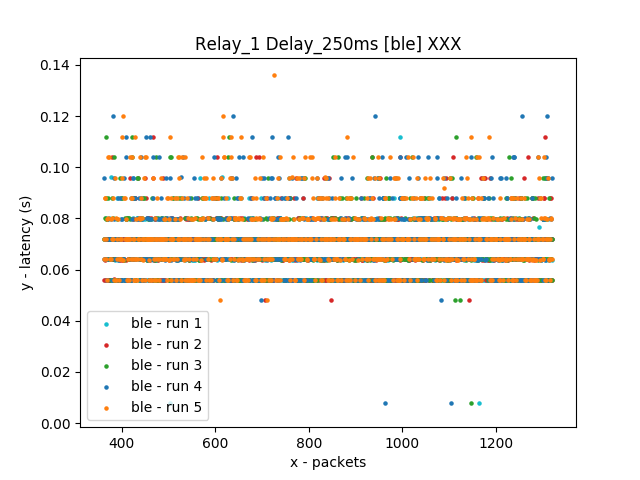 Relay_1 Delay_250ms [ble] XXX
y - latency (s)
0.14
0.12
0.10
0.08
0.06
0.04
0.02
0.00
ble - run 1
ble - run 2
ble - run 3
ble - run 4
ble - run 5
400 600 800 1000 1200
x - packets